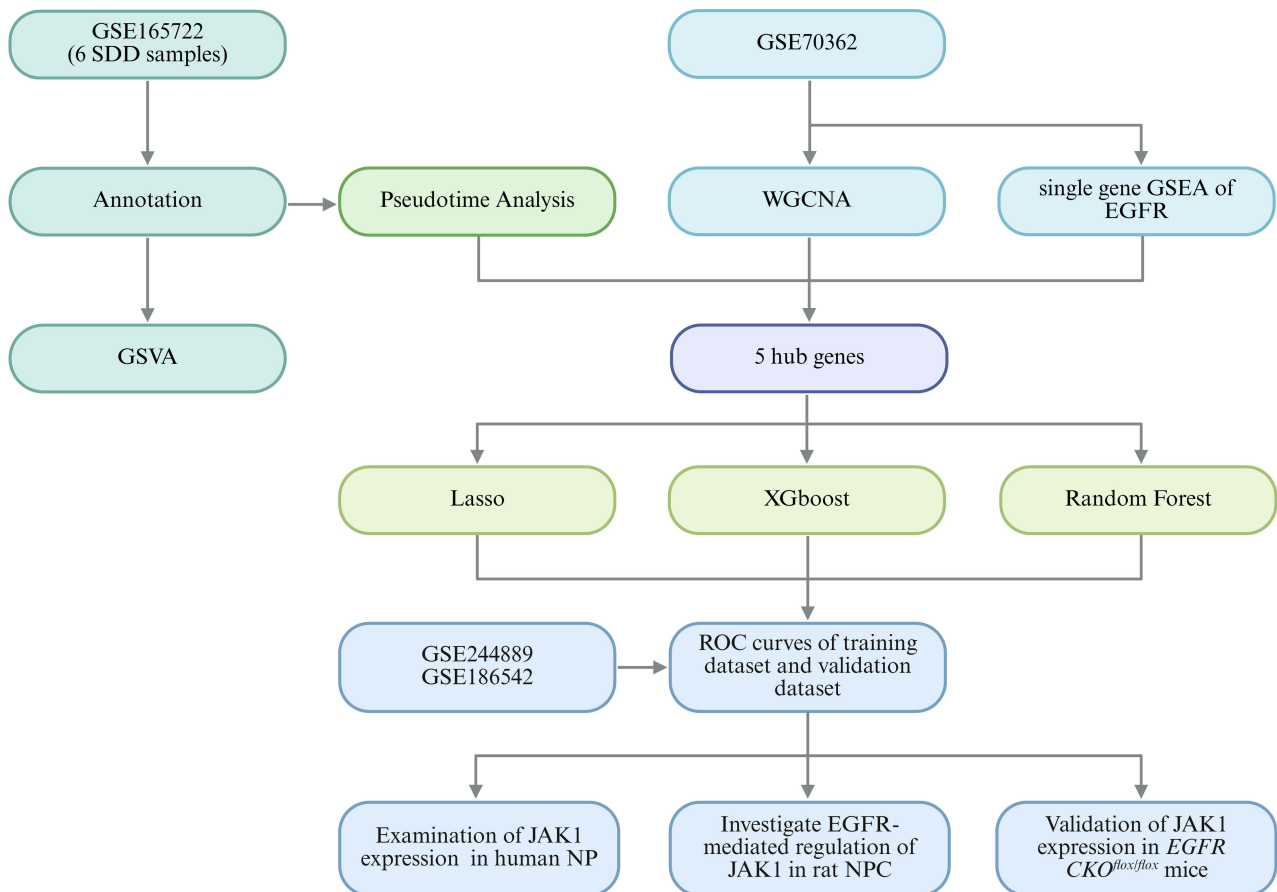 GSE165722
(6 SDD samples)
GSE70362
Annotation
Pseudotime Analysis
WGCNA
single gene GSEA of
EGFR
GSVA
5 hub genes
Lasso
XGboost
Random Forest
GSE244889
GSE186542
ROC curves of
training
dataset and validation
dataset
Examination of JAK1
expression in human NP
Investigate EGFR-
mediated regulation of
JAK1 in rat NPC
Validation of JAK1
expression in EGFR
CKOflox/flox mice